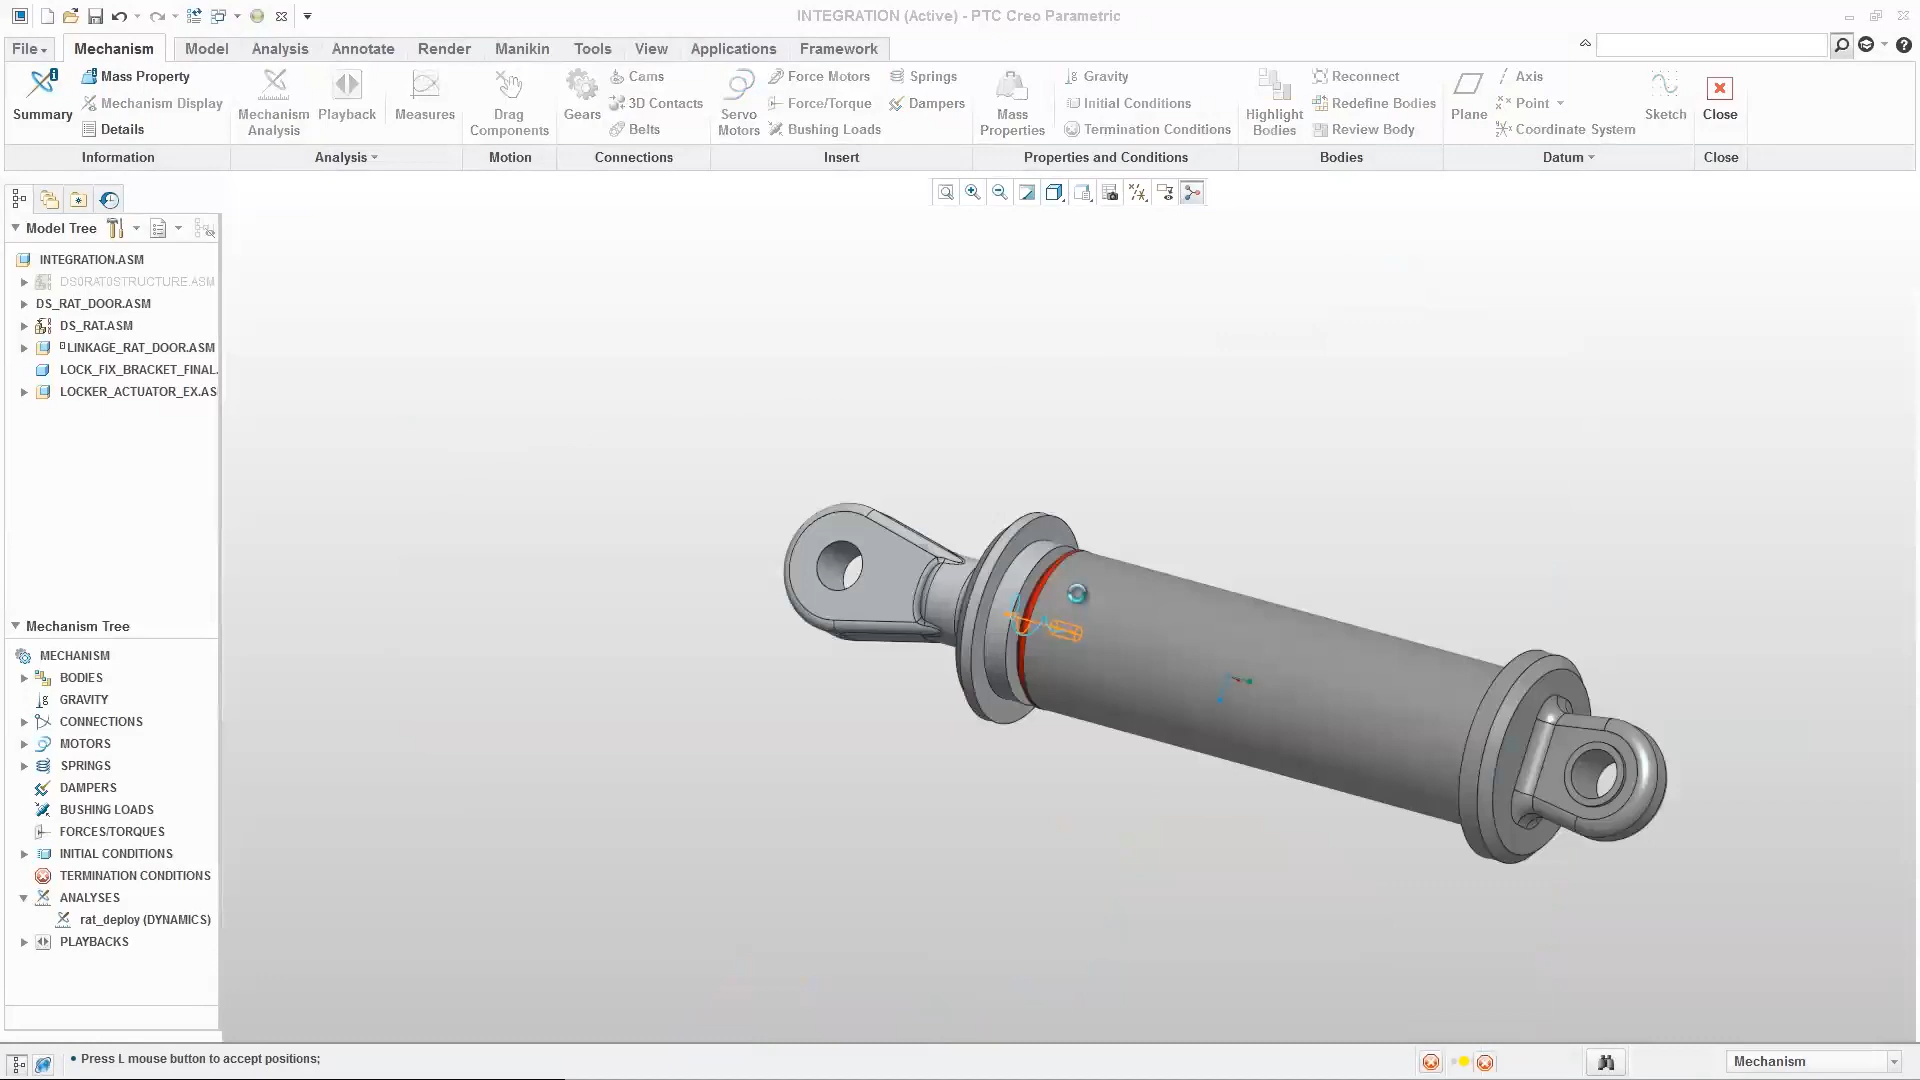 INTEGRATION (Active) - PTC Creo Parametric
File Mechanism Model Analysis Annotate Render Manikin Tools View Applications Framework
Summary
Mass Property
Mechanism Display
Details
Information
Mechanism Analysis
Playback
Measures
Analysis
Drag Components
Motion
Gears
Cams
3D Contacts
Belts
Connections
Servo Motors
Force Motors
Force/Torque
Bushing Loads
Springs
Dampers
Insert
Mass Properties
Gravity
Initial Conditions
Termination Conditions
Properties and Conditions
Highlight Bodies
Reconnect
Redefine Bodies
Review Body
Bodies
Plane
Axis
Point
Coordinate System
Sketch
Datum
Close
Close
Model Tree
INTEGRATION.ASM
DS0RAT0STRUCTURE.ASM
DS_RAT_DOOR.ASM
DS_RAT.ASM
LINKAGE_RAT_DOOR.ASM
LOCK_FIX_BRACKET_FINAL.
LOCKER_ACTUATOR_EX.AS
Mechanism Tree
MECHANISM
BODIES
GRAVITY
CONNECTIONS
MOTORS
SPRINGS
DAMPERS
BUSHING LOADS
FORCES/TORQUES
INITIAL CONDITIONS
TERMINATION CONDITIONS
ANALYSES
rat_deploy (DYNAMICS)
PLAYBACKS
• Press L mouse button to accept positions;
Mechanism